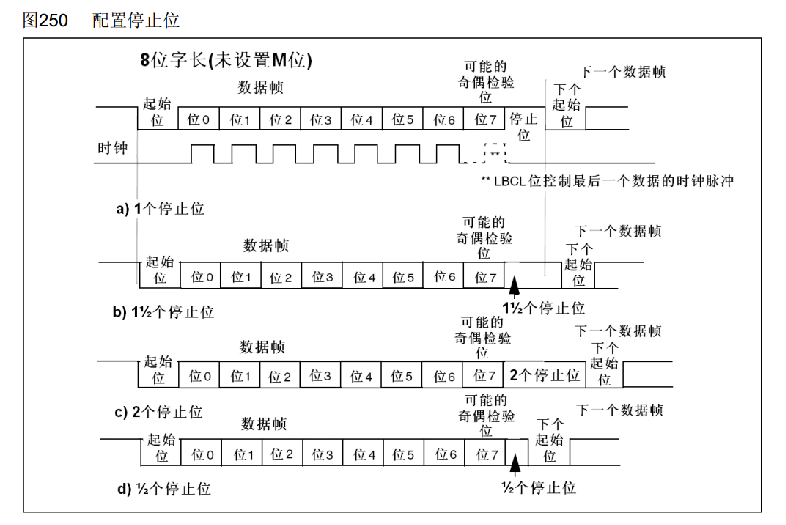 图250 配置停止位
8位字长(未设置M位)
可能的
奇偶检验
位
下一个数据帧
数据帧
下个
起始
位
起始
位
位0 位1 位2 位3 位4 位5 位6 位7
停止
位
时钟
**
** LBCL位控制最后一个数据的时钟脉冲
a) 1个停止位
可能的
奇偶检验
位
下一个数据帧
数据帧
下个
起始
位
起始
位
位0 位1 位2 位3 位4 位5 位6 位7
b) 1½个停止位
1½个停止位
可能的
奇偶检验
位
下一个数据帧
数据帧
下个
起始
位
起始
位
位0 位1 位2 位3 位4 位5 位6 位7 2个停止位
c) 2个停止位
可能的
奇偶检验
位
下一个数据帧
数据帧
下个
起始
位
起始
位
位0 位1 位2 位3 位4 位5 位6 位7
d) ½个停止位
½个停止位